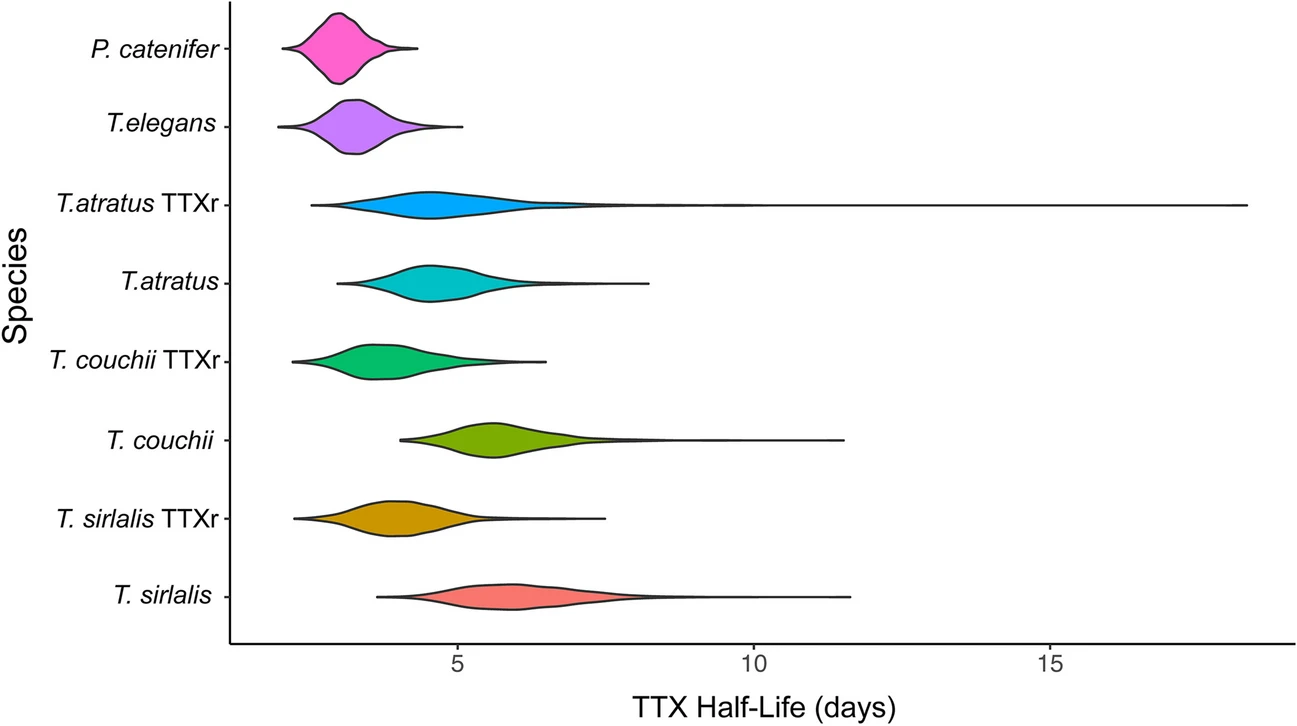 P. catenifer
T.elegans
T.atratus TTXr
T.atratus
T. couchii TTXr
T. couchii
T. sirlalis TTXr
T. sirlalis
Species
5 10 15
TTX Half-Life (days)